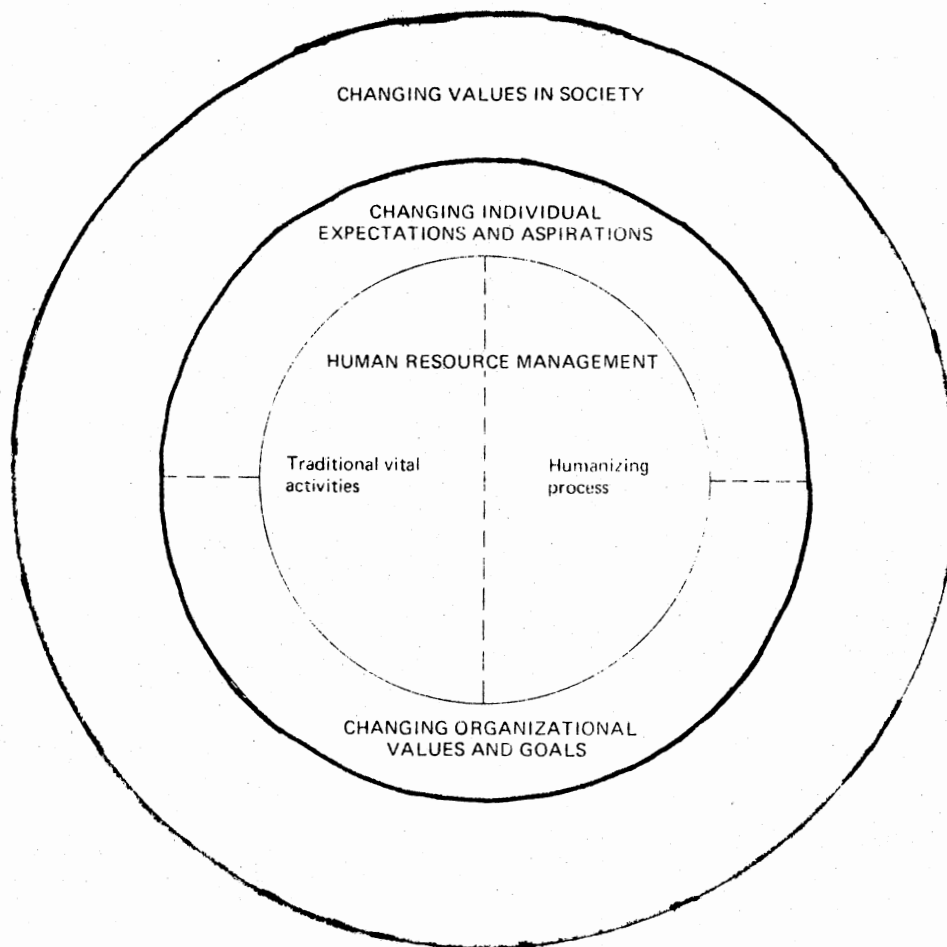 CHANGING VALUES IN SOCIETY
CHANGING INDIVIDUAL
EXPECTATIONS AND ASPIRATIONS
HUMAN RESOURCE MANAGEMENT
Traditional vital
activities
Humanizing
process
CHANGING ORGANIZATIONAL
VALUES AND GOALS